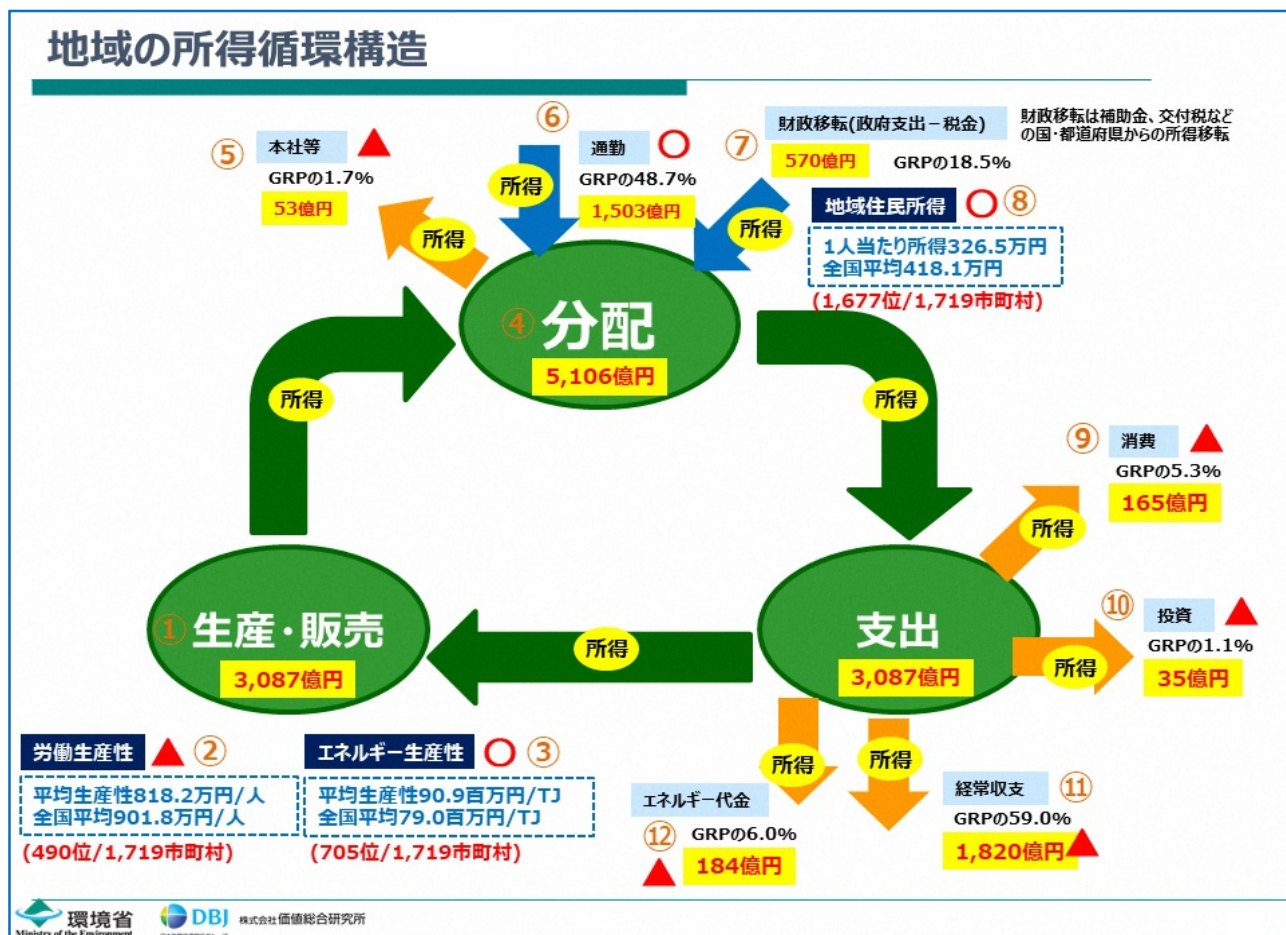 地域の所得循環構造
⑤
本社等
▲
GRPの1.7%
53億円
所得
⑥
所得
通勤
○
GRPの48.7%
1,503億円
⑦
財政移転(政府支出－税金)
570億円
GRPの18.5%
所得
財政移転は補助金、交付税など
の国・都道府県からの所得移転
地域住民所得
○
⑧
1人当たり所得326.5万円
全国平均418.1万円
(1,677位/1,719市町村)
④
分配
5,106億円
所得
所得
⑨
消費
▲
GRPの5.3%
165億円
所得
⑩
投資
▲
GRPの1.1%
35億円
所得
①
生産・販売
3,087億円
所得
支出
3,087億円
労働生産性
▲
②
平均生産性818.2万円/人
全国平均901.8万円/人
(490位/1,719市町村)
エネルギー生産性
○
③
平均生産性90.9百万円/TJ
全国平均79.0百万円/TJ
(705位/1,719市町村)
所得
エネルギー代金
⑫
GRPの6.0%
▲
184億円
所得
経常収支
⑪
GRPの59.0%
1,820億円
▲
環境省
Ministry of the Environment
DBJ
株式会社価値総合研究所